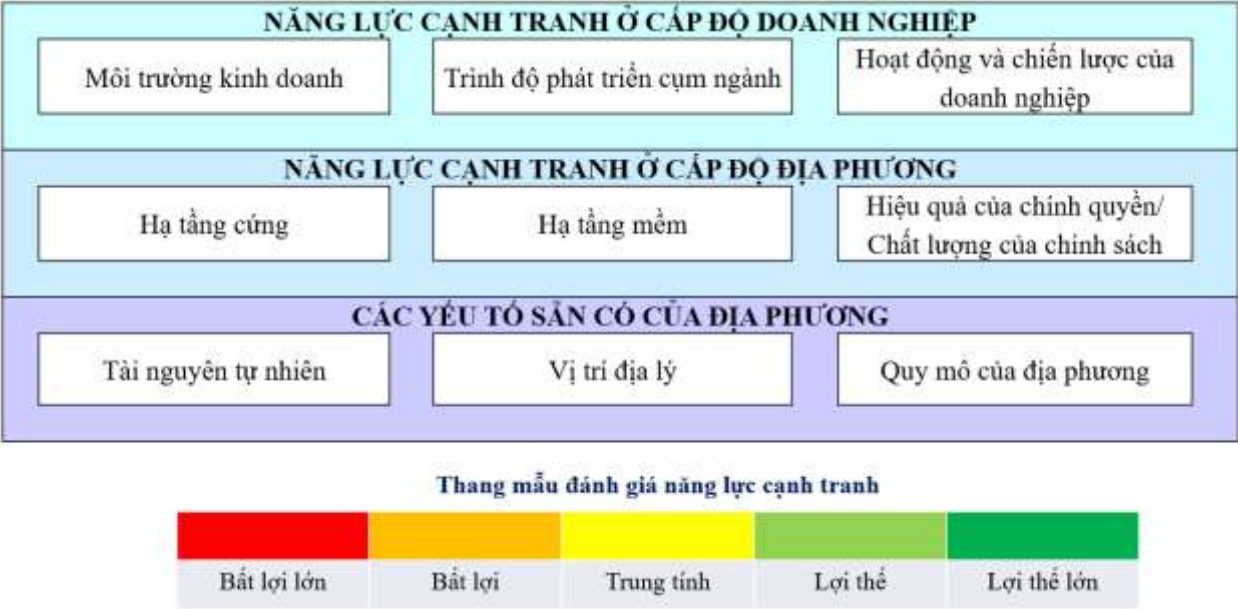 NĂNG LỰC CẠNH TRANH Ở CẤP ĐỘ DOANH NGHIỆP
Môi trường kinh doanh
Trình độ phát triển cụm ngành
Hoạt động và chiến lược của
doanh nghiệp
NĂNG LỰC CẠNH TRANH Ở CẤP ĐỘ ĐỊA PHƯƠNG
Hạ tầng cứng
Hạ tầng mềm
Hiệu quả của chính quyền/
Chất lượng của chính sách
CÁC YẾU TỐ SẴN CÓ CỦA ĐỊA PHƯƠNG
Tài nguyên tự nhiên
Vị trí địa lý
Quy mô của địa phương
Thang mẫu đánh giá năng lực cạnh tranh
Bất lợi lớn
Bất lợi
Trung tính
Lợi thế
Lợi thế lớn